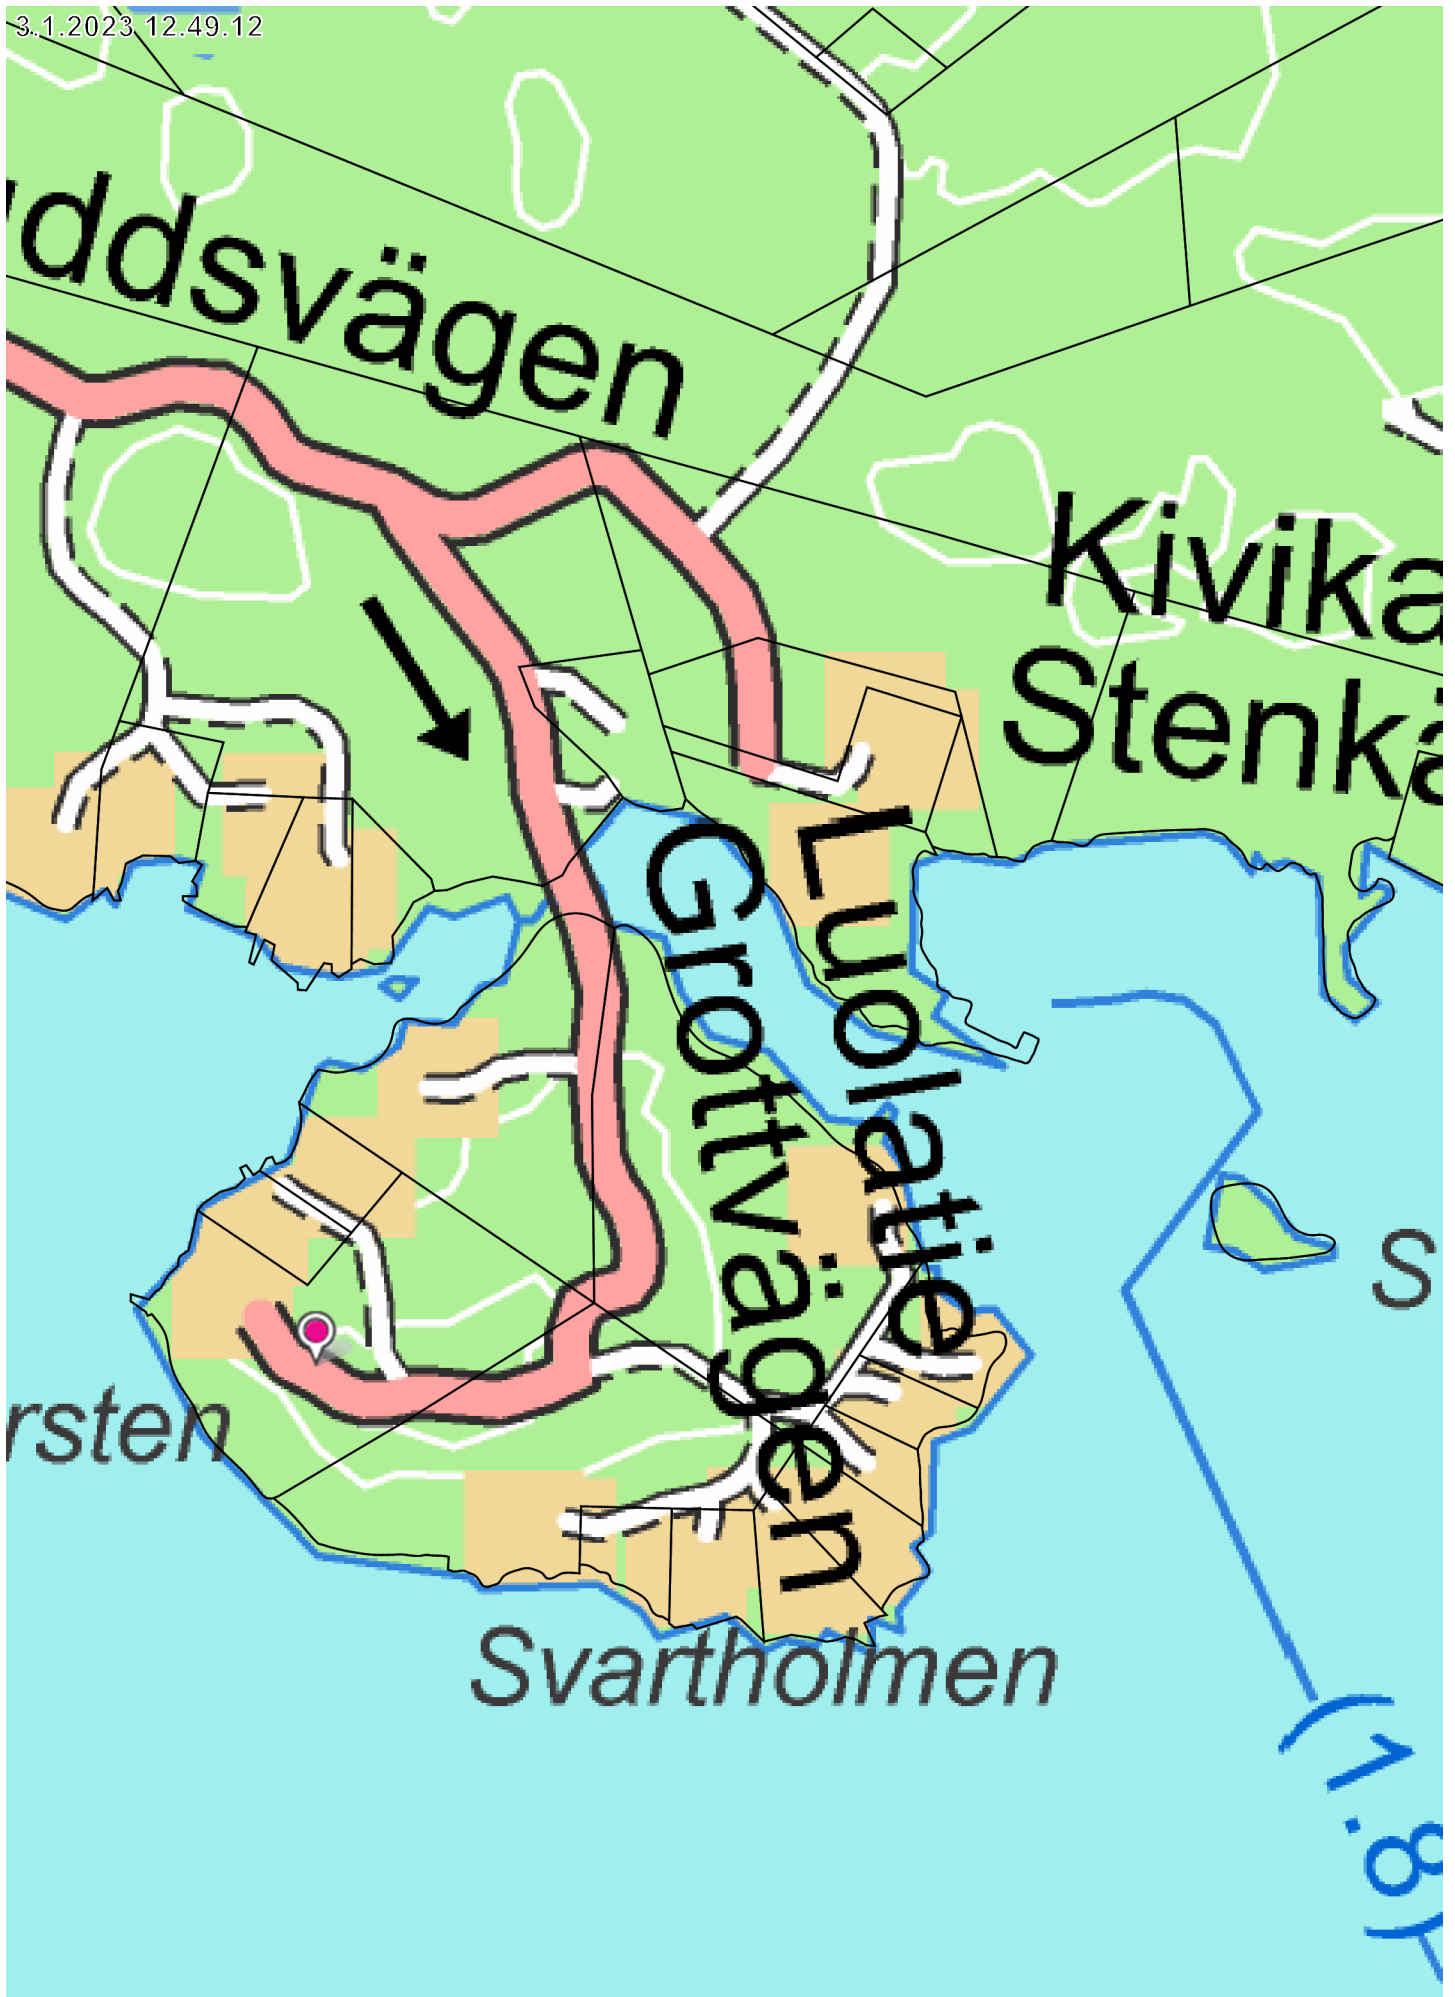 3.1.2023 12.49.12
uddsvägen
Kivika
Stenkä
Luolatie
Grottvägen
rsten
S
Svartholmen
(1.8)